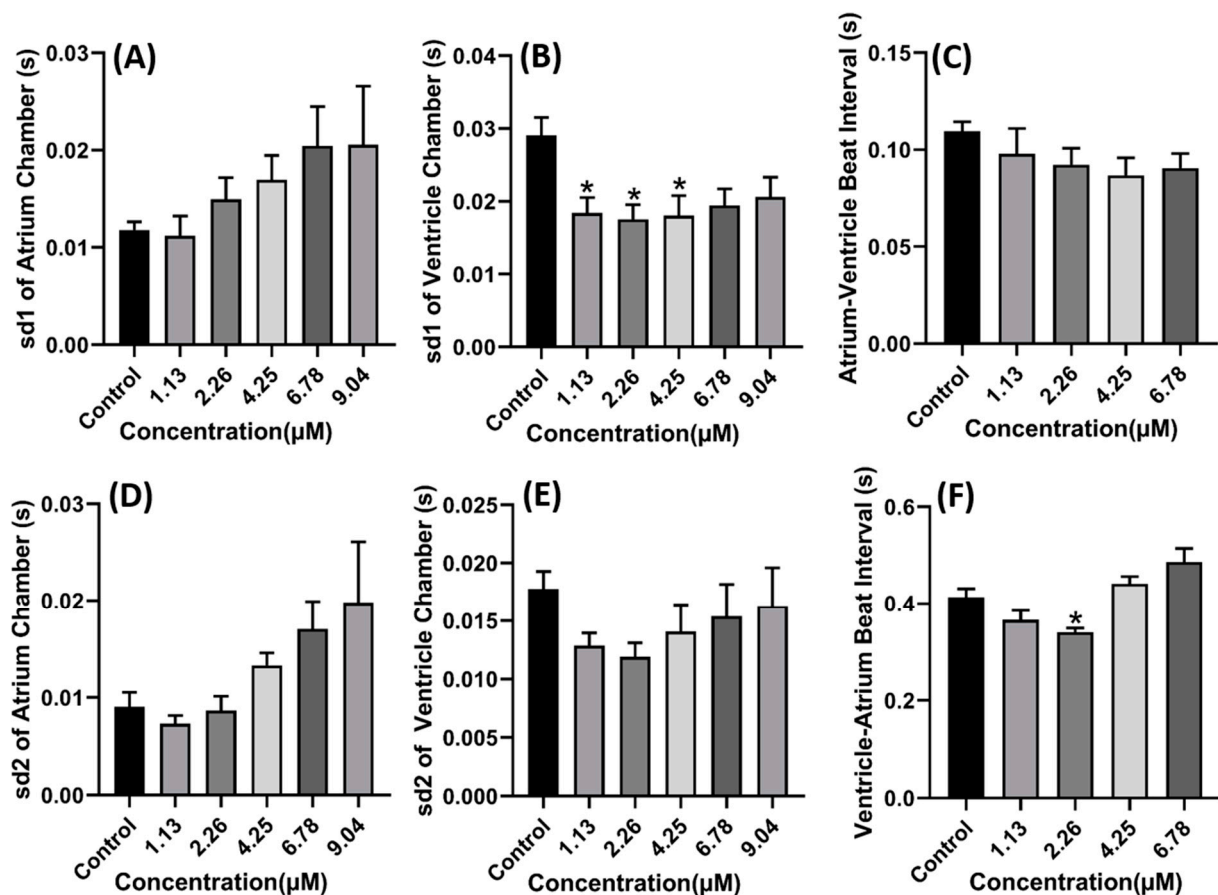 (A)
sd1 of Atrium Chamber (s)
0.03
0.02
0.01
0.00
Control
1.13
2.26
4.25
6.78
9.04
Concentration(μM)
(B)
sd1 of Ventricle Chamber (s)
0.04
0.03
0.02
0.01
0.00
*
*
*
Control
1.13
2.26
4.25
6.78
9.04
Concentration(μM)
(C)
Atrium-Ventricle Beat Interval (s)
0.15
0.10
0.05
0.00
Control
1.13
2.26
4.25
6.78
Concentration(μM)
(D)
sd2 of Atrium Chamber (s)
0.03
0.02
0.01
0.00
Control
1.13
2.26
4.25
6.78
9.04
Concentration(μM)
(E)
sd2 of Ventricle Chamber (s)
0.025
0.020
0.015
0.010
0.005
0.000
Control
1.13
2.26
4.25
6.78
9.04
Concentration(μM)
(F)
Ventricle-Atrium Beat Interval (s)
0.6
0.4
0.2
0.0
*
Control
1.13
2.26
4.25
6.78
Concentration(μM)